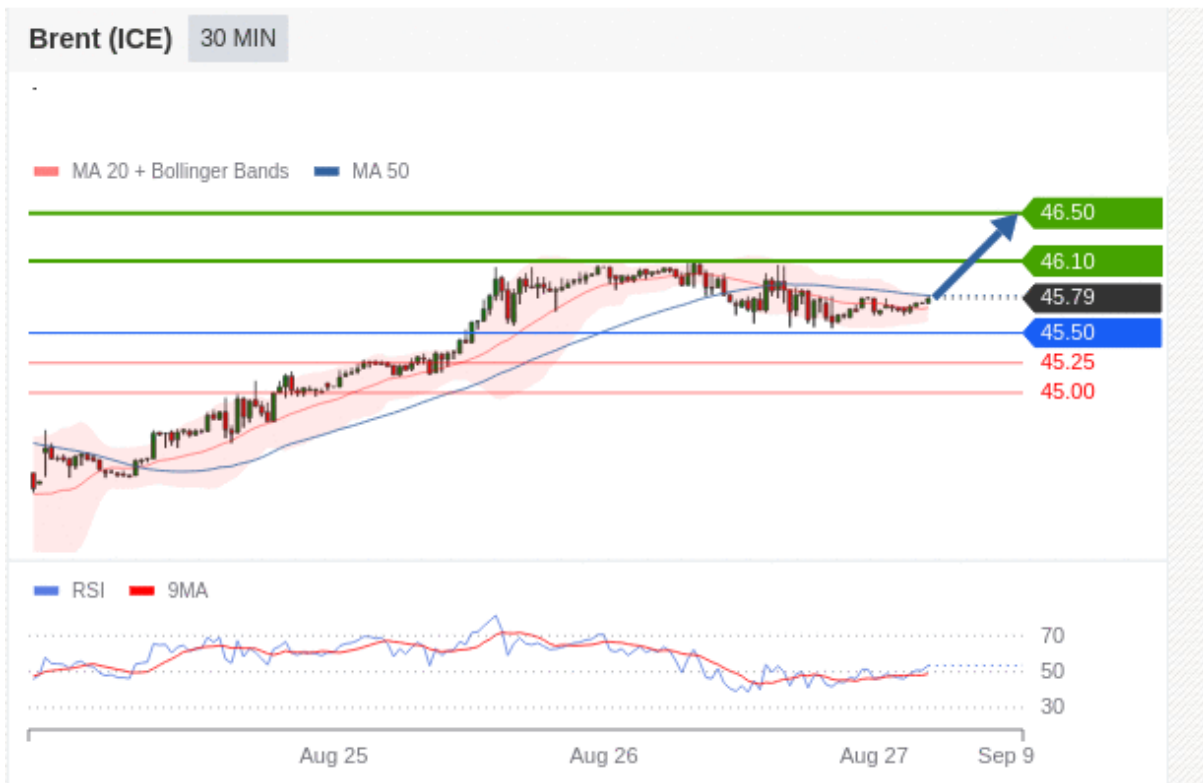 Brent (ICE) 30 MIN
-
MA 20 + Bollinger Bands MA 50
46.50
46.10
45.79
45.50
45.25
45.00
RSI 9MA
70
50
30
Aug 25 Aug 26 Aug 27 Sep 9